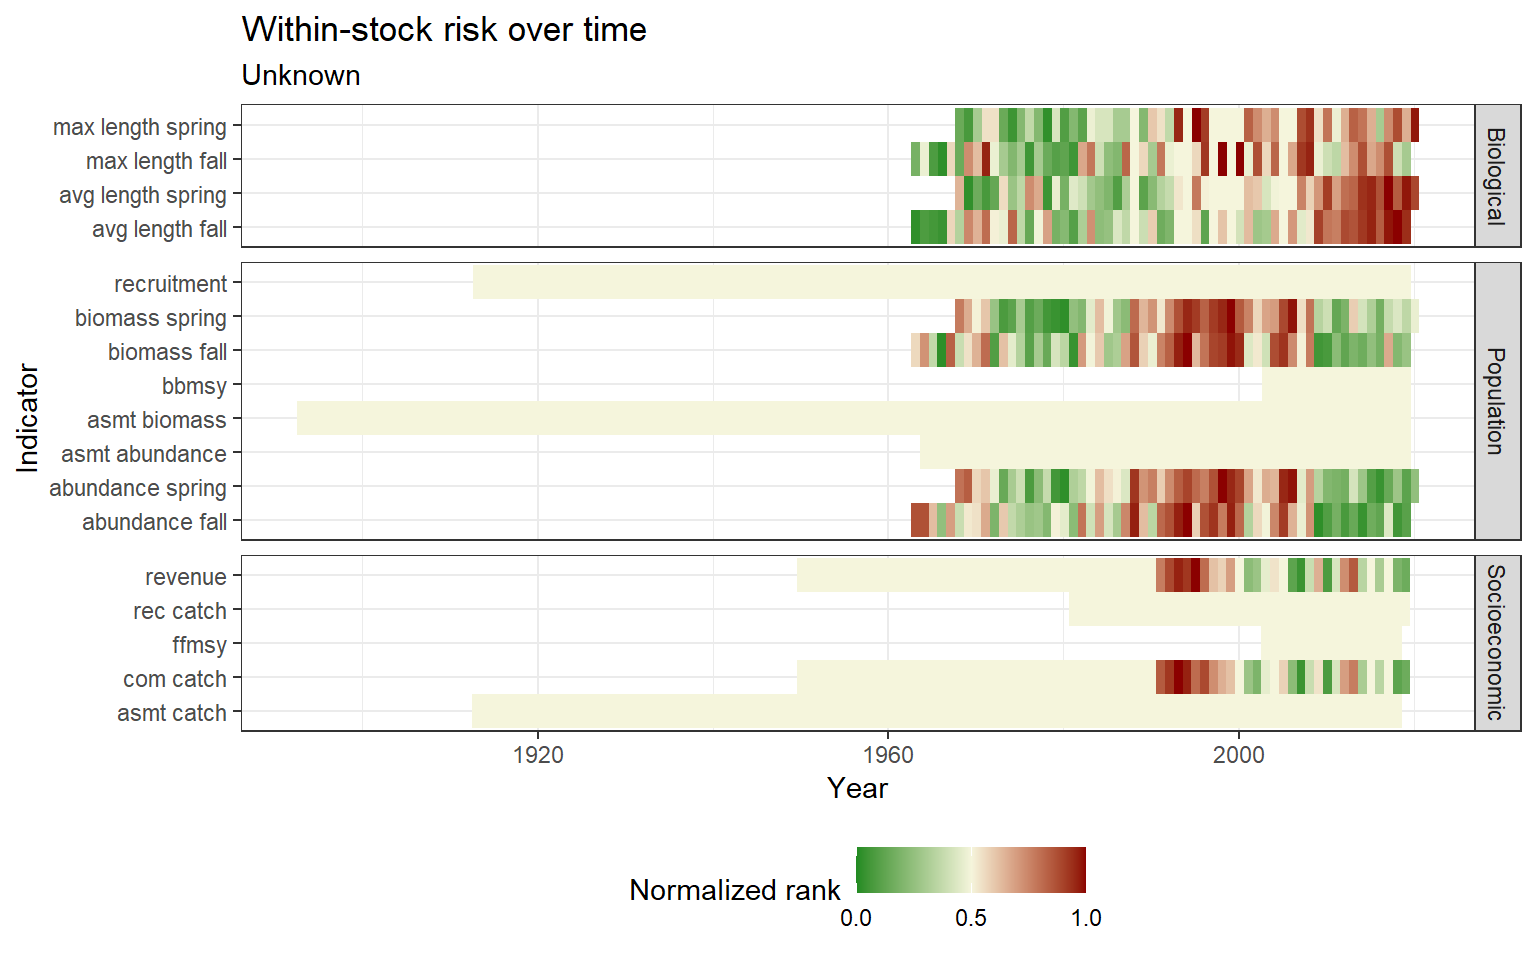 Within-stock risk over time
Unknown
max length spring
max length fall
avg length spring
avg length fall
Biological
recruitment
biomass spring
biomass fall
bbmsy
asmt biomass
asmt abundance
abundance spring
abundance fall
Population
revenue
rec catch
ffmsy
com catch
asmt catch
Socioeconomic
Indicator
1920 1960 2000
Year
Normalized rank
0.0 0.5 1.0